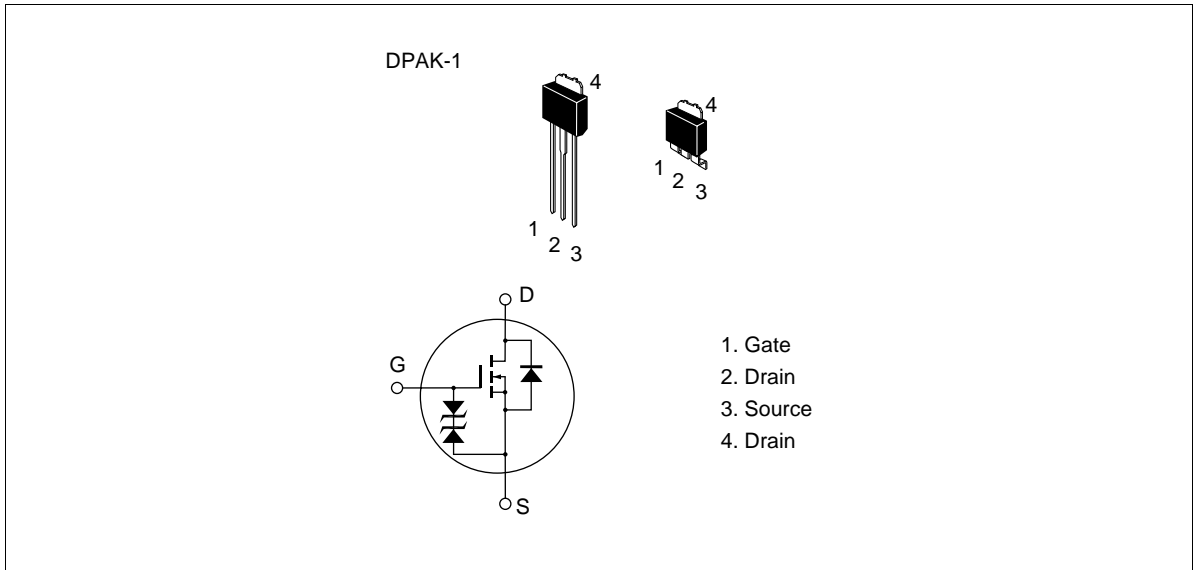 DPAK-1
4
4
1
2
3
1
2
3
D
G
S
1. Gate
2. Drain
3. Source
4. Drain